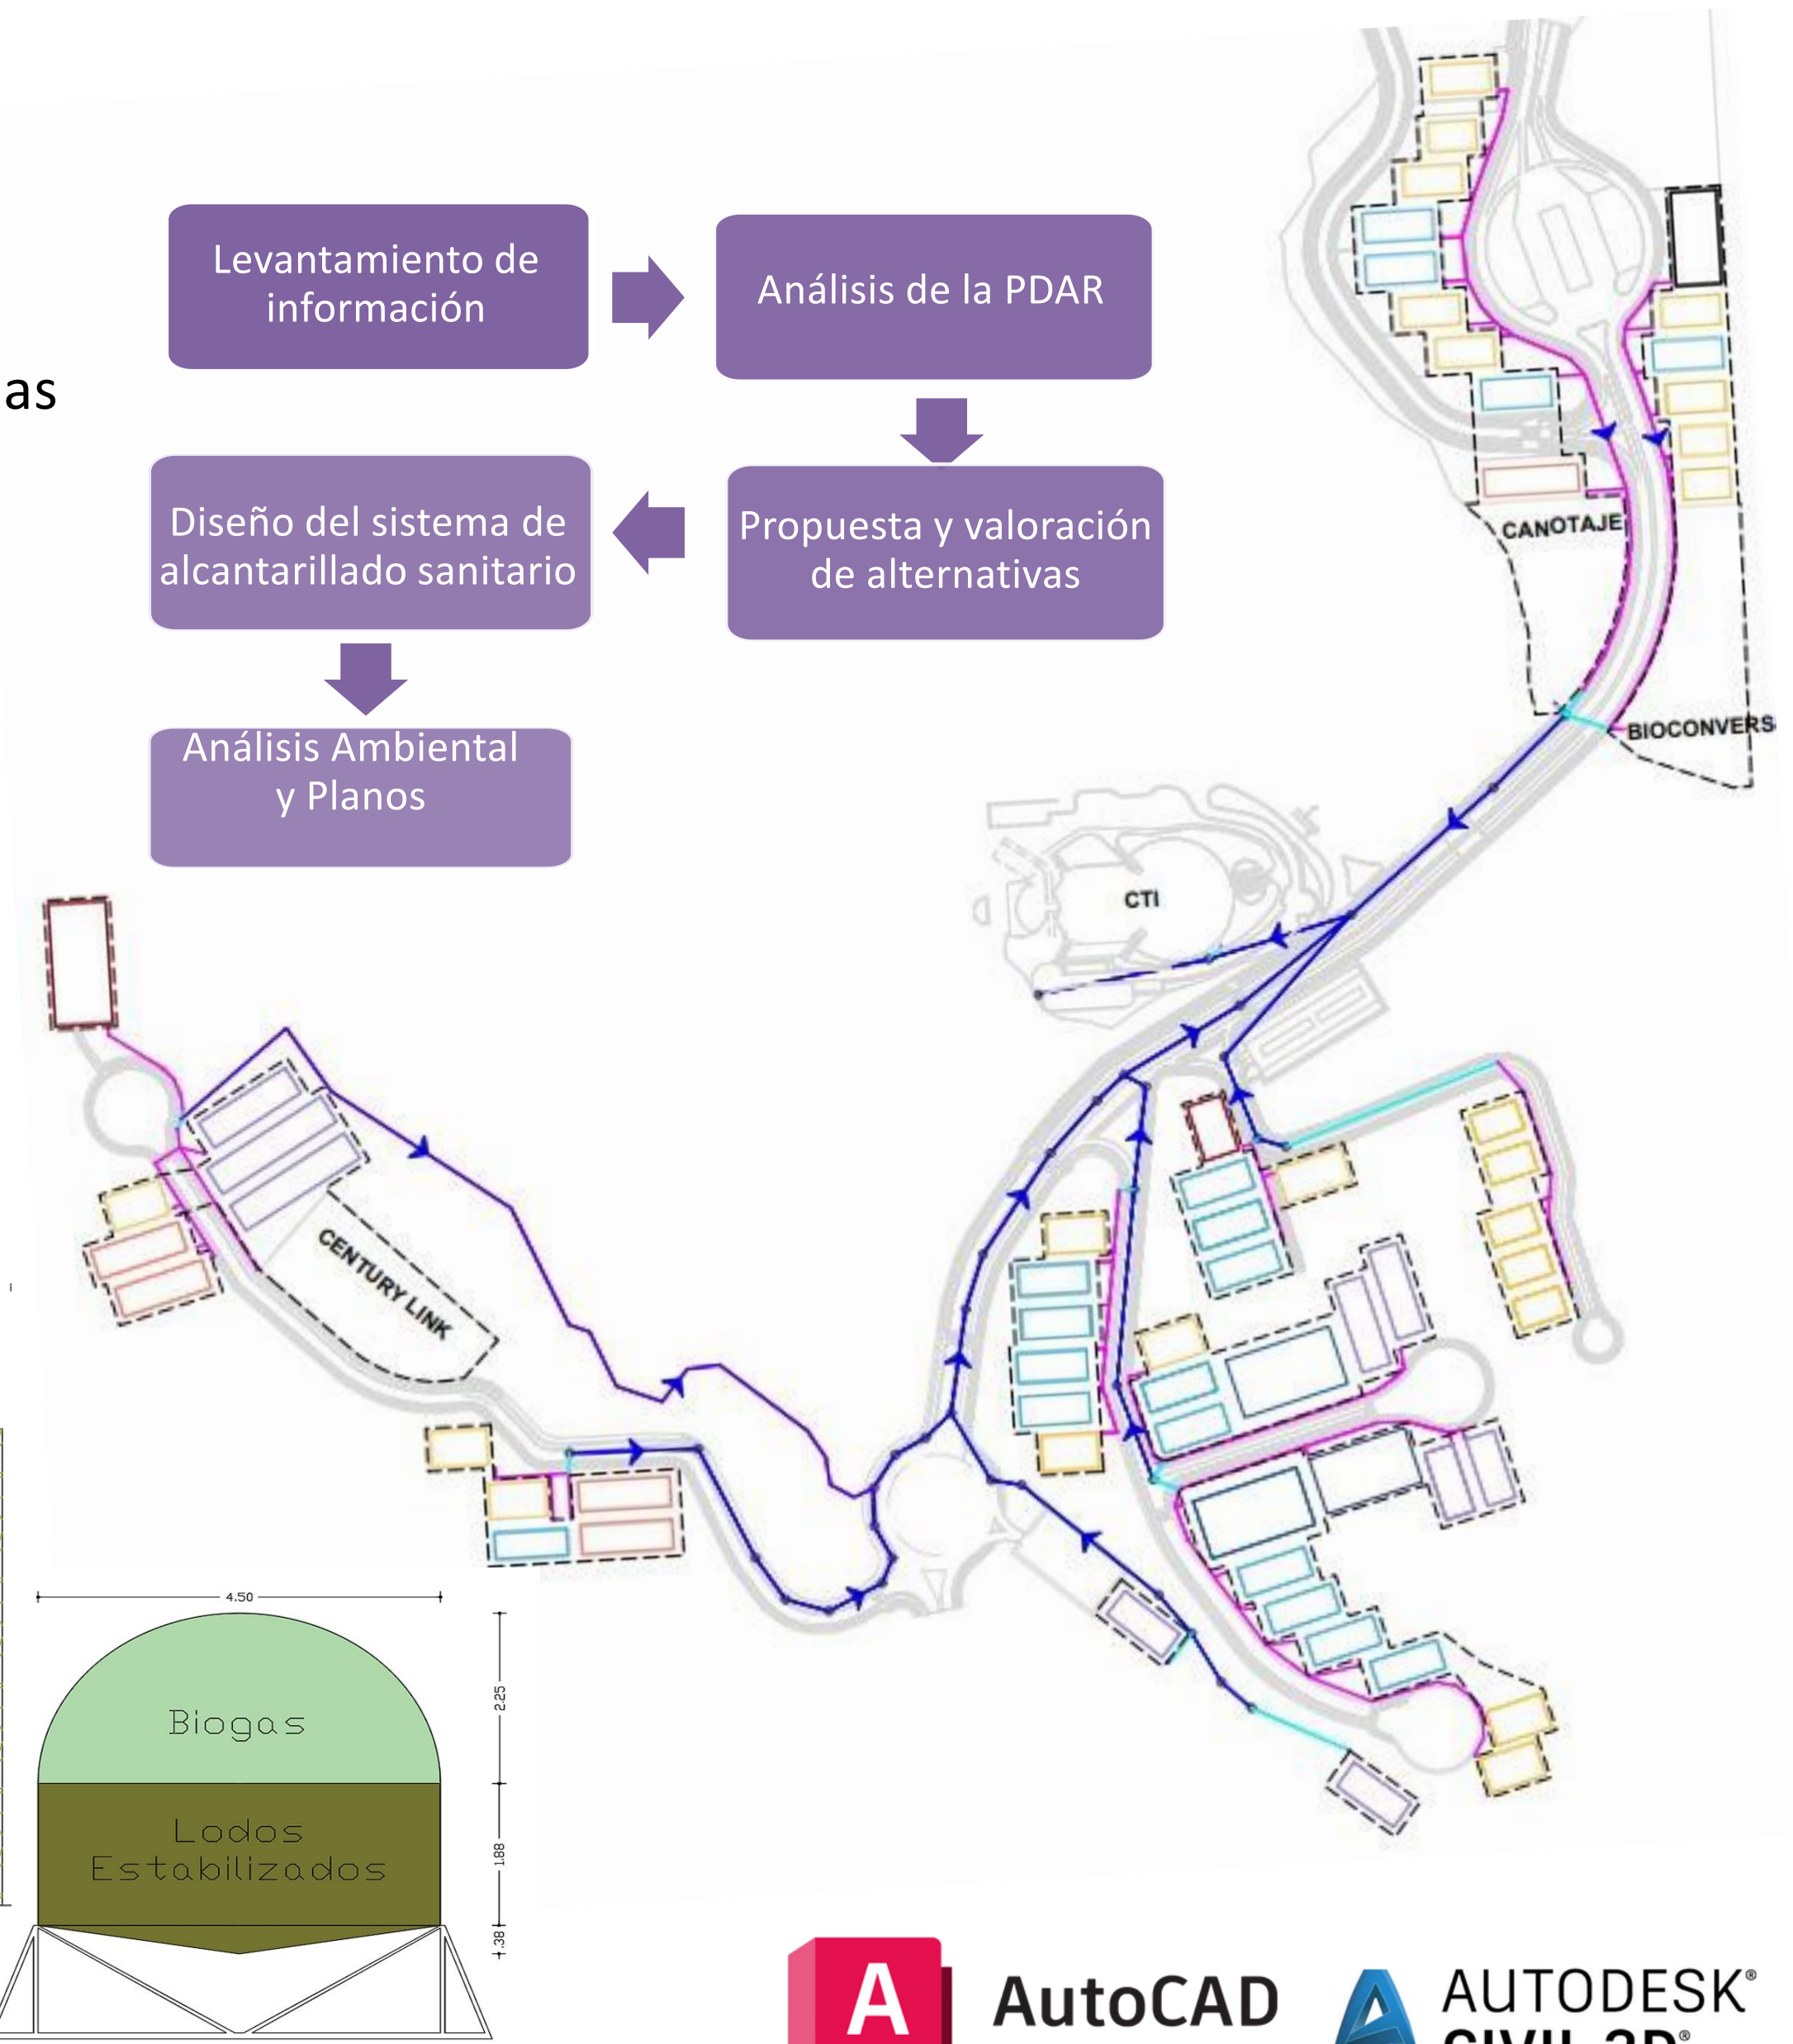 as
Levantamiento de
información
Análisis de la PDAR
Propuesta y valoración
de alternativas
Diseño del sistema de
alcantarillado sanitario
Análisis Ambiental
y Planos
CANOTAJE
BIOCONVERS
CTI
CENTURY LINK
4.50
Biogas
2.25
Lodos
Estabilizados
1.88
.38
A
AutoCAD
AUTODESK®
CIVIL 3D®